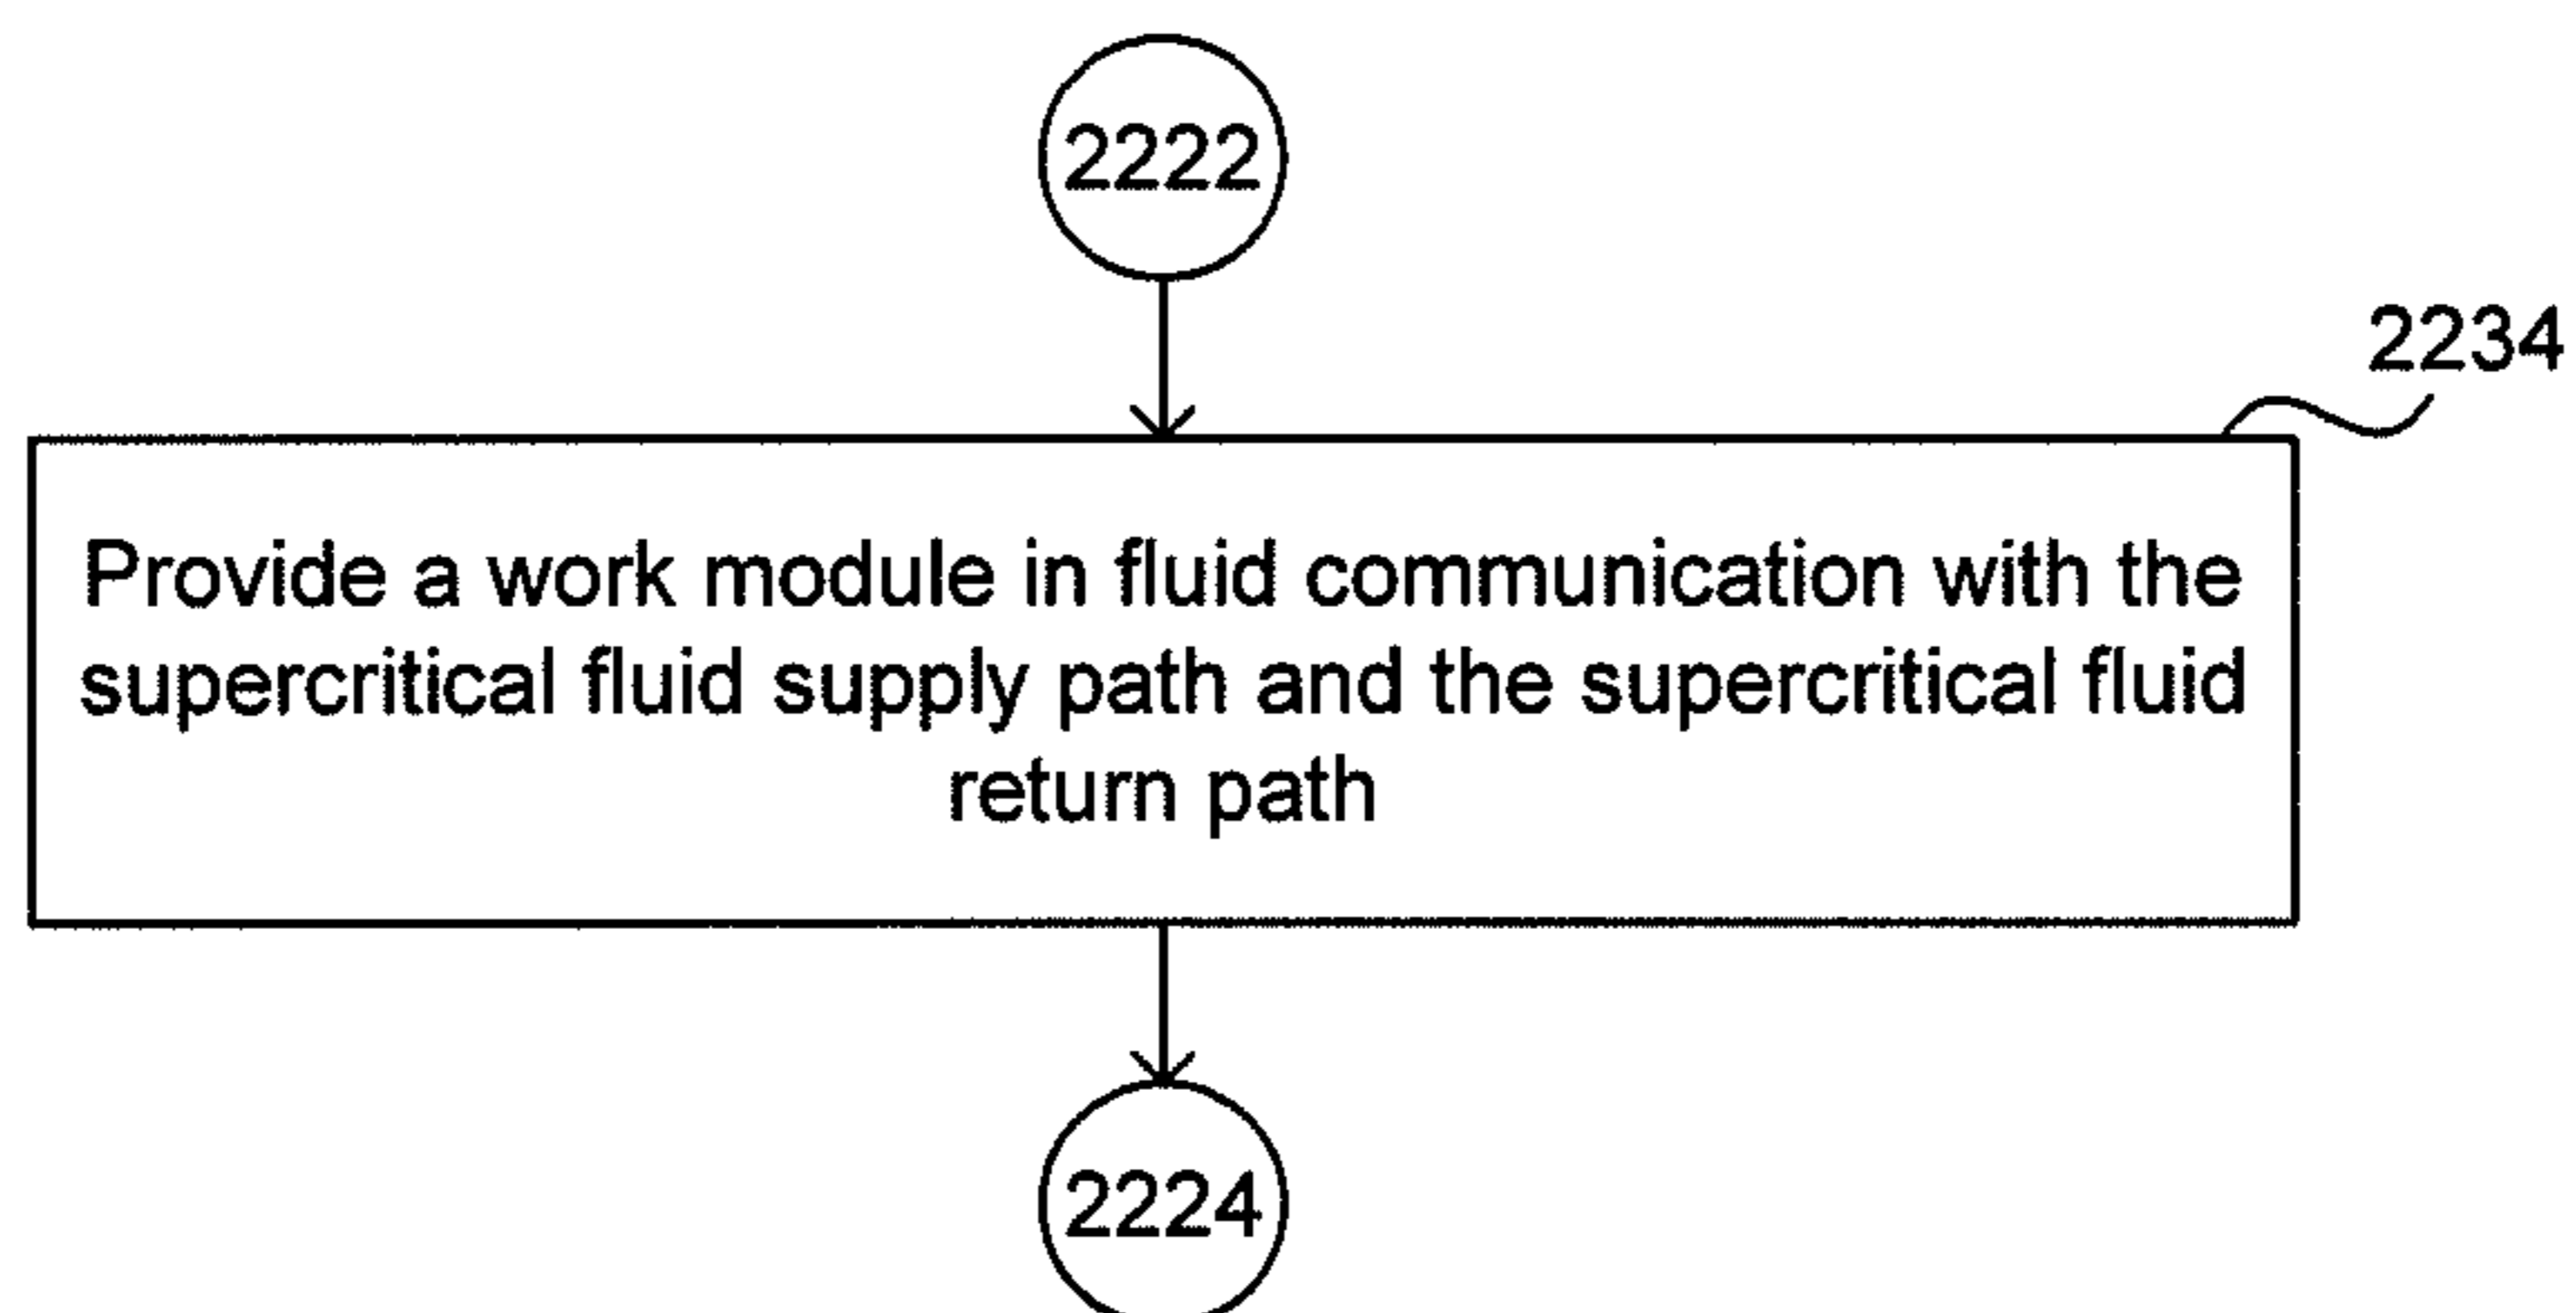 2222
2234
Provide a work module in fluid communication with the
supercritical fluid supply path and the supercritical fluid
return path
2224